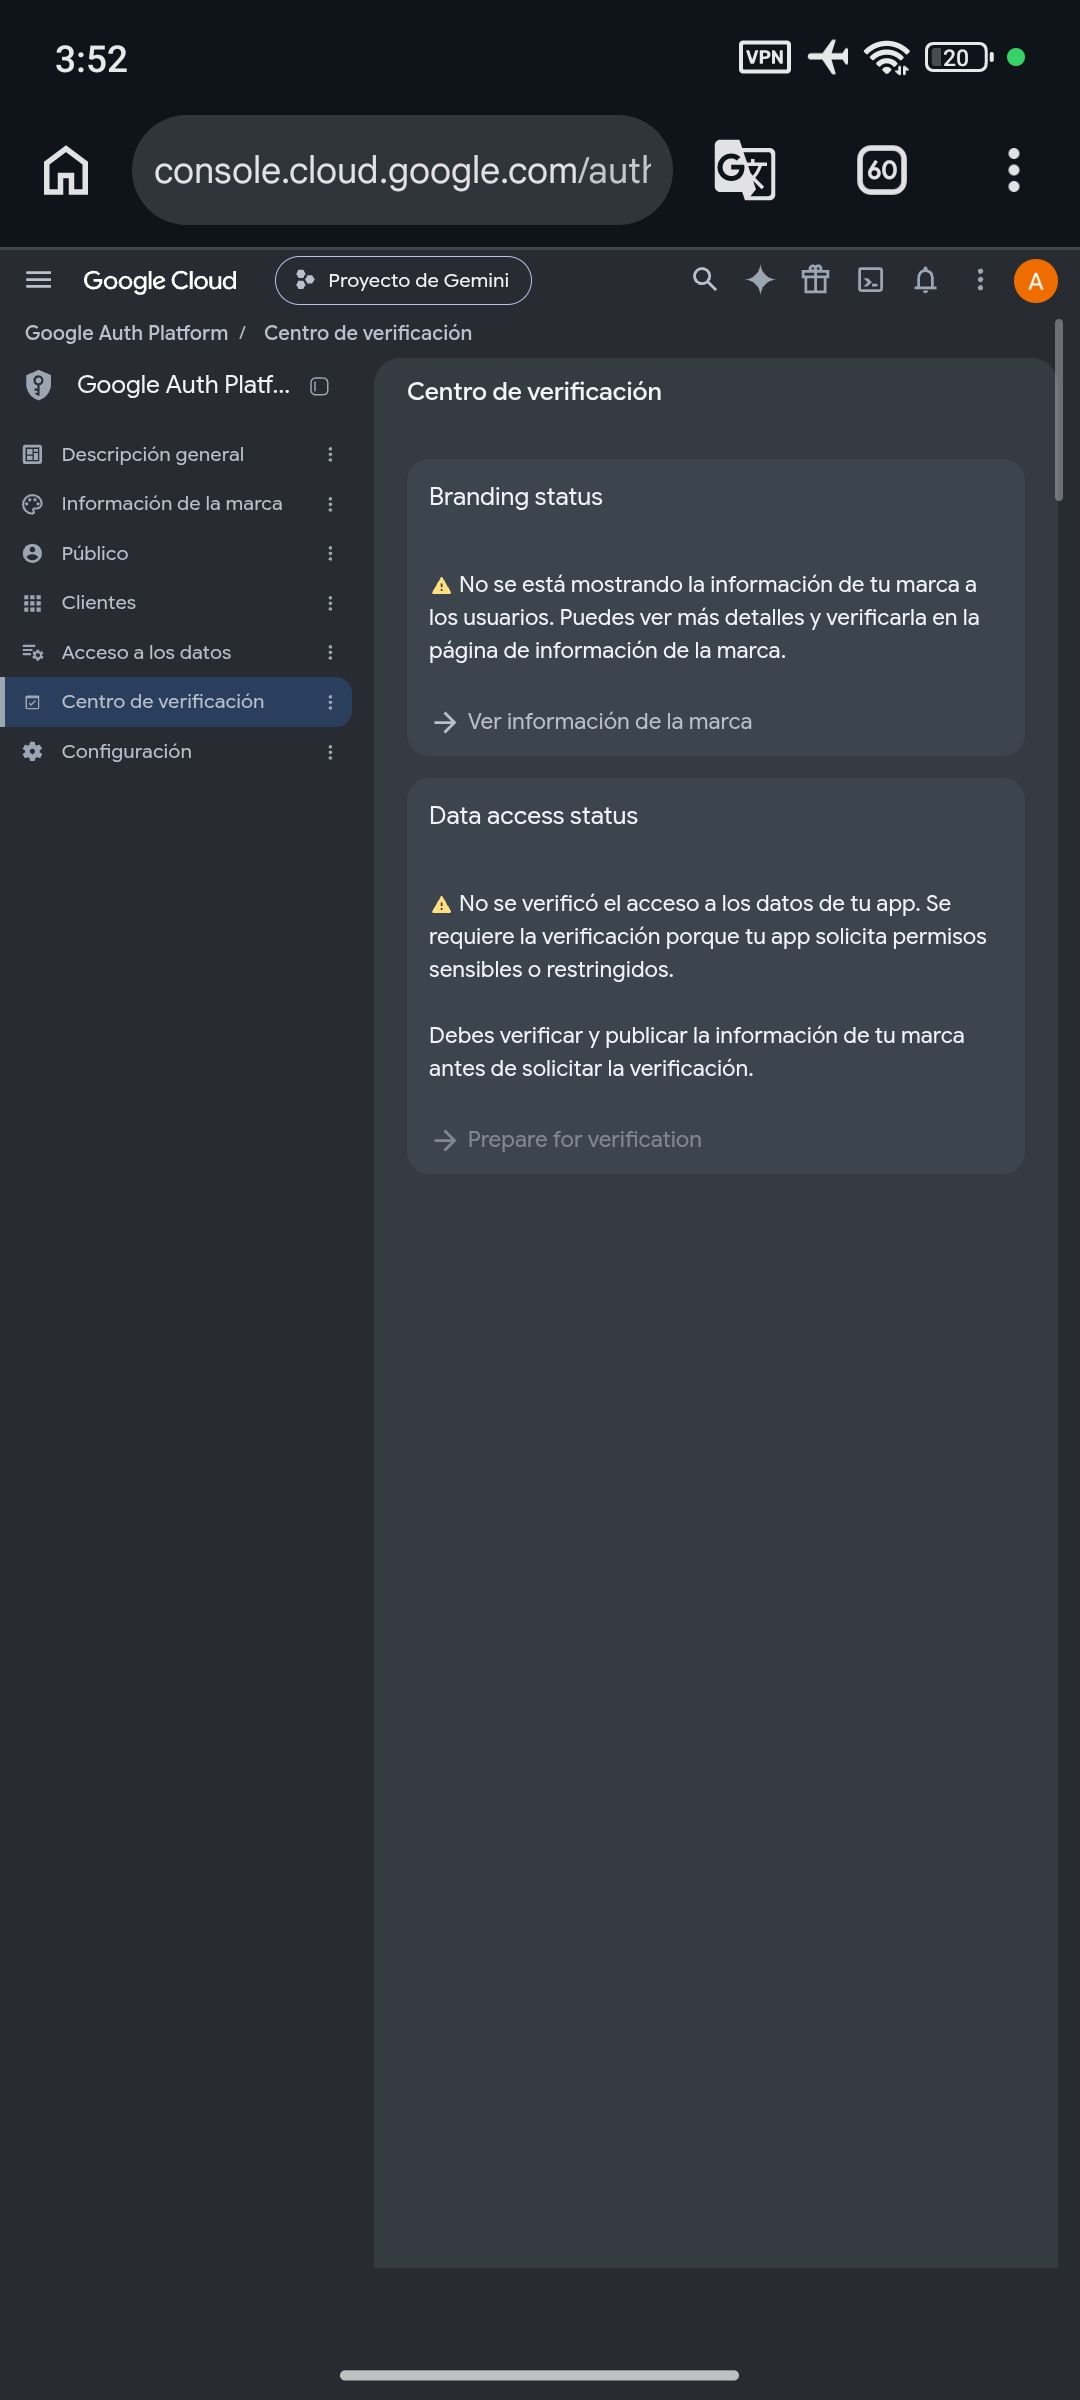 3:52
VPN
20
console.cloud.google.com/auth
60
Google Cloud
Proyecto de Gemini
A
Google Auth Platform / Centro de verificación
Google Auth Platf...
Descripción general
Información de la marca
Público
Clientes
Acceso a los datos
Centro de verificación
Configuración
Centro de verificación
Branding status
No se está mostrando la información de tu marca a
los usuarios. Puedes ver más detalles y verificarla en la
página de información de la marca.
Ver información de la marca
Data access status
No se verificó el acceso a los datos de tu app. Se
requiere la verificación porque tu app solicita permisos
sensibles o restringidos.
Debes verificar y publicar la información de tu marca
antes de solicitar la verificación.
Prepare for verification